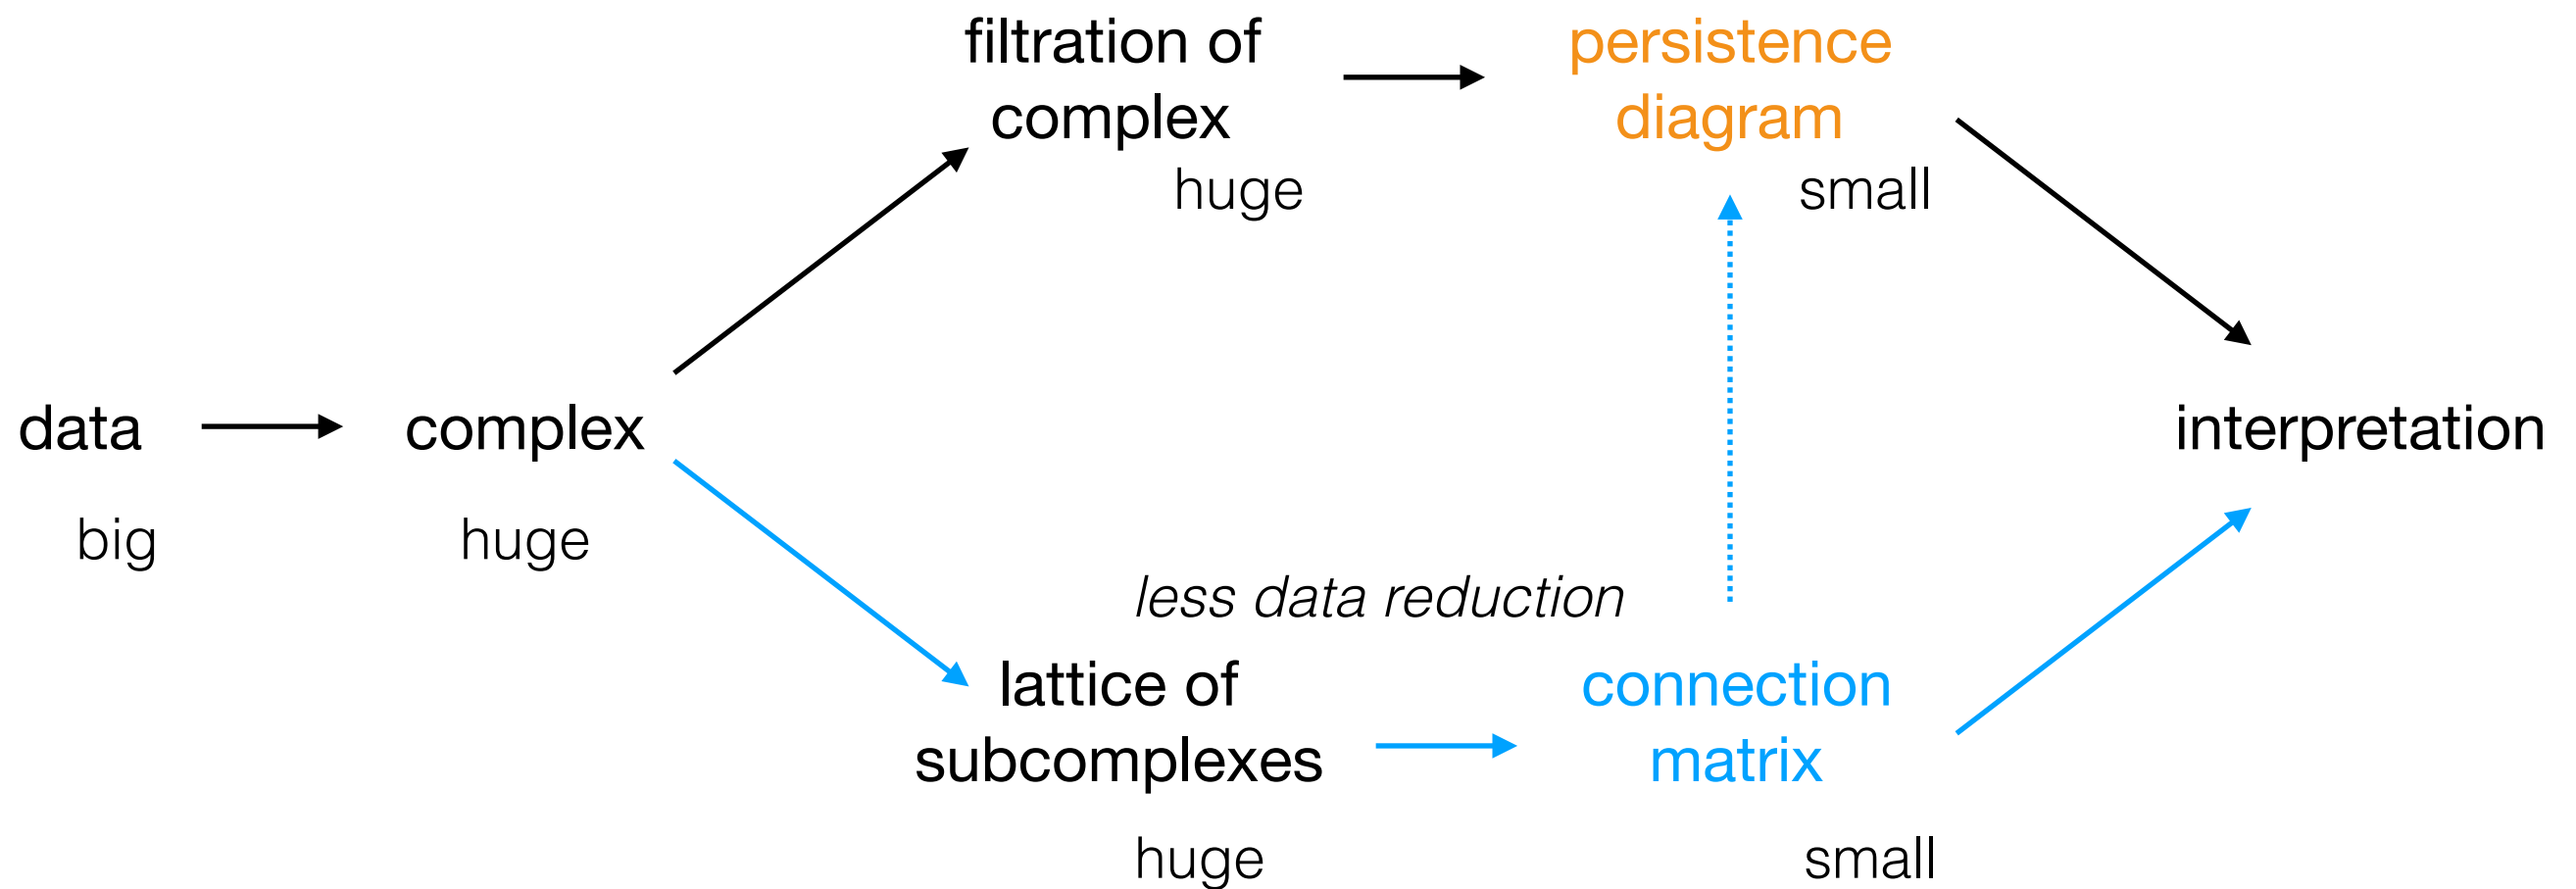 filtration of
complex
huge
persistence
diagram
small
data
big
complex
huge
interpretation
less data reduction
lattice of
subcomplexes
huge
connection
matrix
small